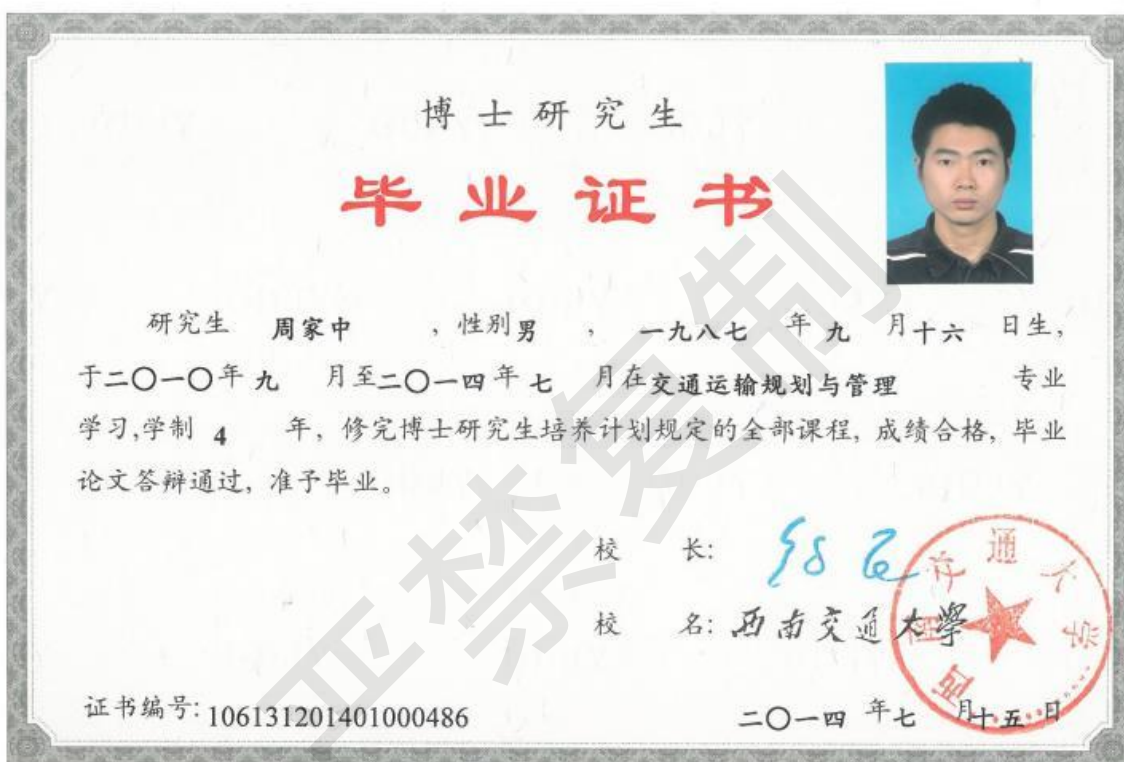 博士研究生
毕业证书
研究生 周家中 ，性别 男 ， 一九八七 年 九 月 十六 日生，
于二〇一〇年 九 月至二〇一四年 七 月在 交通运输规划与管理 专业
学习,学制 4 年，修完博士研究生培养计划规定的全部课程，成绩合格，毕业
论文答辩通过，准予毕业。
校 长：
校 名：西南交通大學
西南交通大学
证书编号：106131201401000486
二〇一四 年 七 月 十五 日
严禁复制